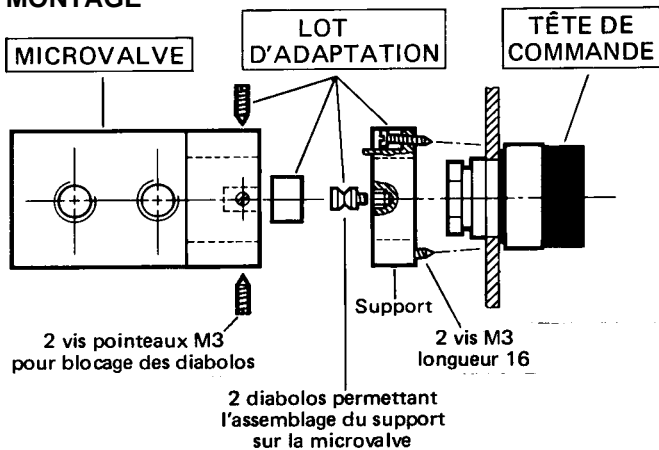 MONTAGE
LOT
D'ADAPTATION
TÊTE DE
COMMANDE
MICROVALVE
Support
2 vis pointeaux M3
pour blocage des diabolos
2 vis M3
longueur 16
2 diabolos permettant
l'assemblage du support
sur la microvalve